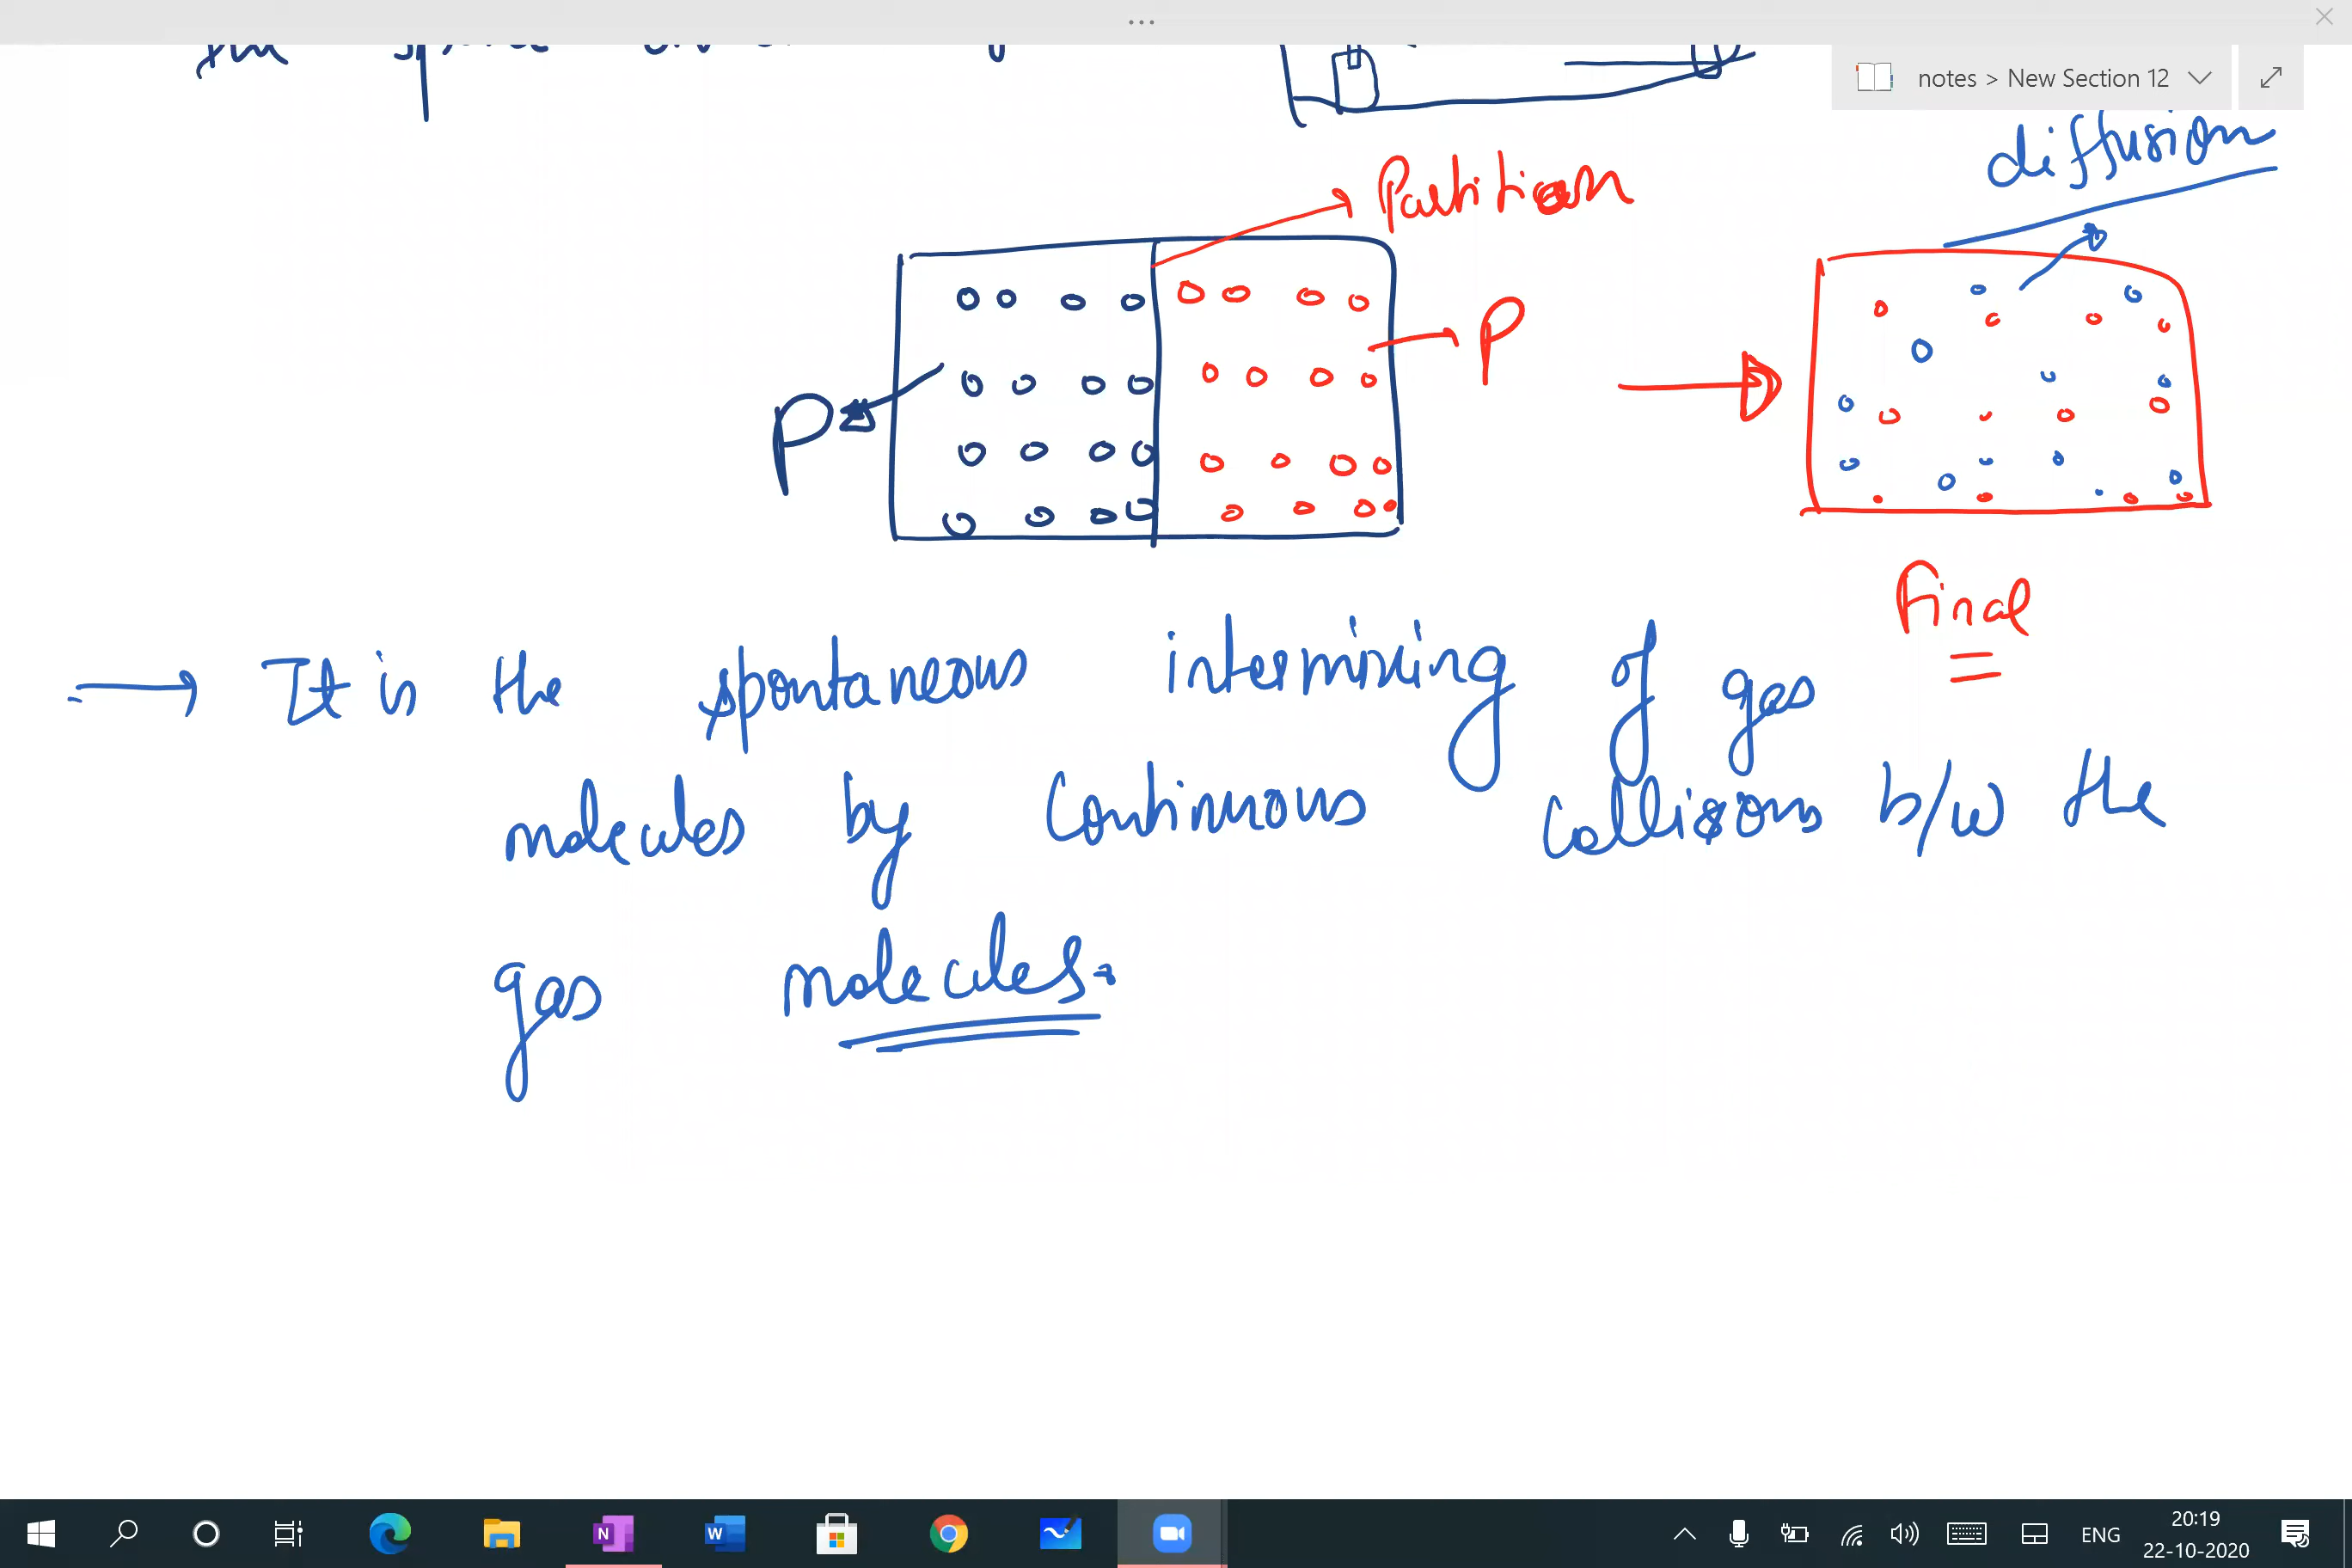 ...
notes > New Section 12
diffusion
Partition
P
P
final
→ It is the spontaneous intermixing of gas
molecules by Continuous Collisions b/w the
gas molecules.
N
W
ENG
20:19
22-10-2020